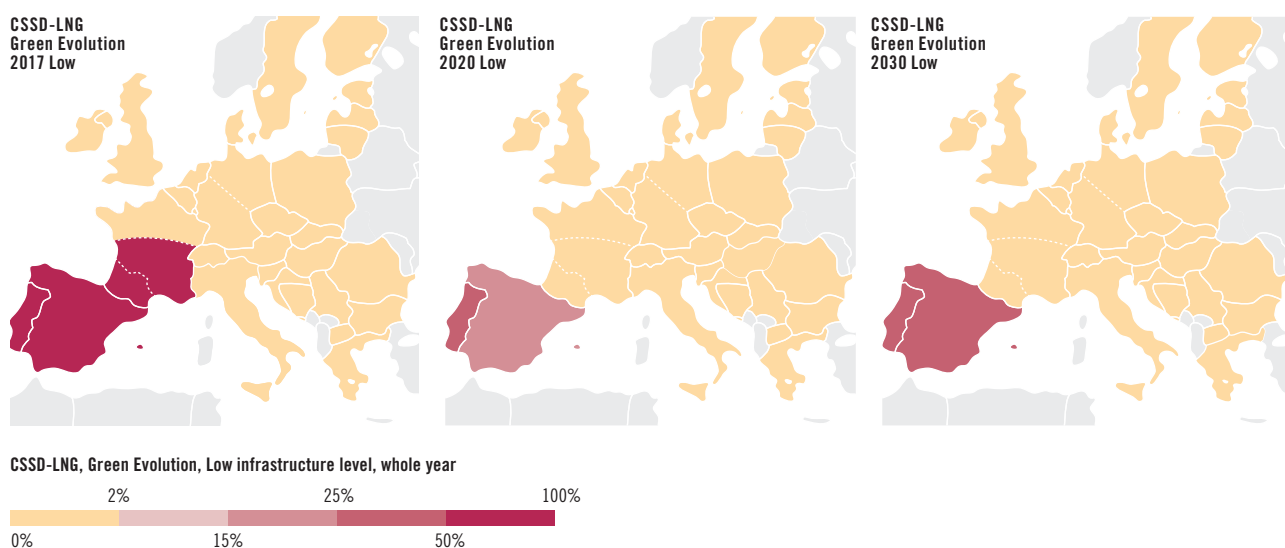 CSSD-LNG
Green Evolution
2017 Low
CSSD-LNG
Green Evolution
2020 Low
CSSD-LNG
Green Evolution
2030 Low
CSSD-LNG, Green Evolution, Low infrastructure level, whole year
2% 25% 100%
0% 15% 50%